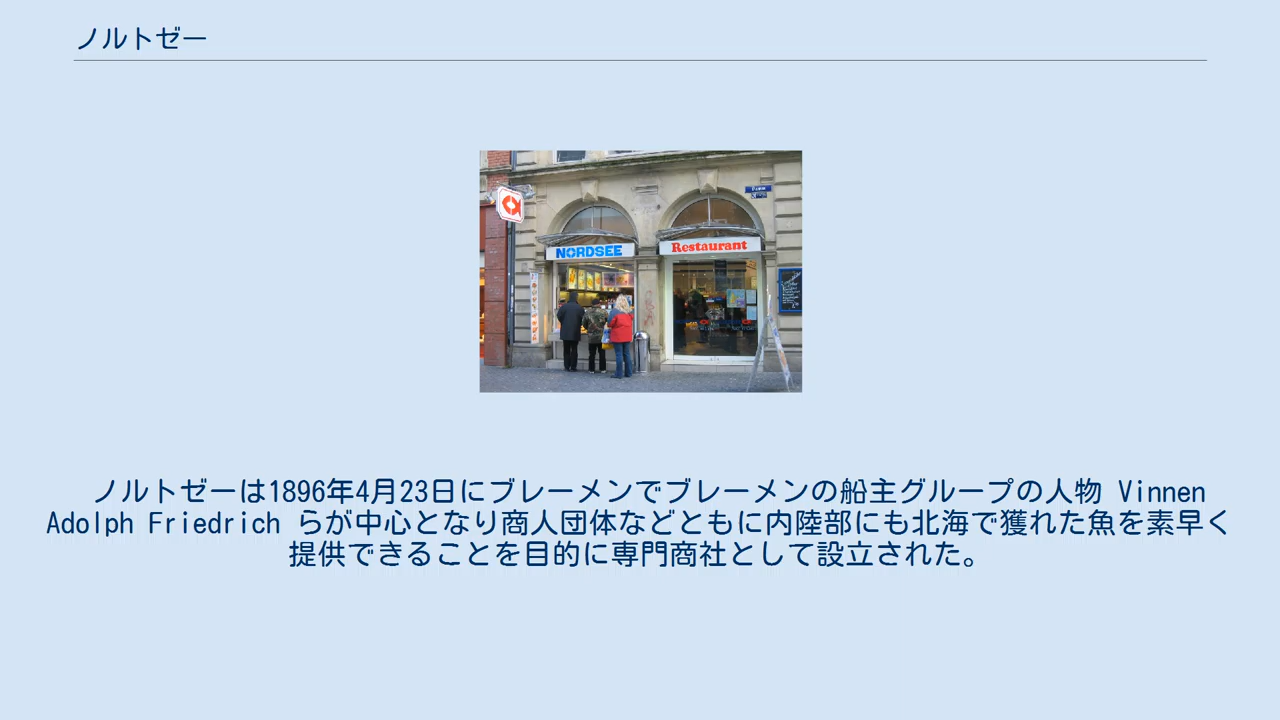 ノルトゼー
NORDSEE
Restaurant
ノルトゼーは1896年4月23日にブレーメンでブレーメンの船主グループの人物 Vinnen
Adolph Friedrich らが中心となり商人団体などともに内陸部にも北海で獲れた魚を素早く
提供できることを目的に専門商社として設立された。